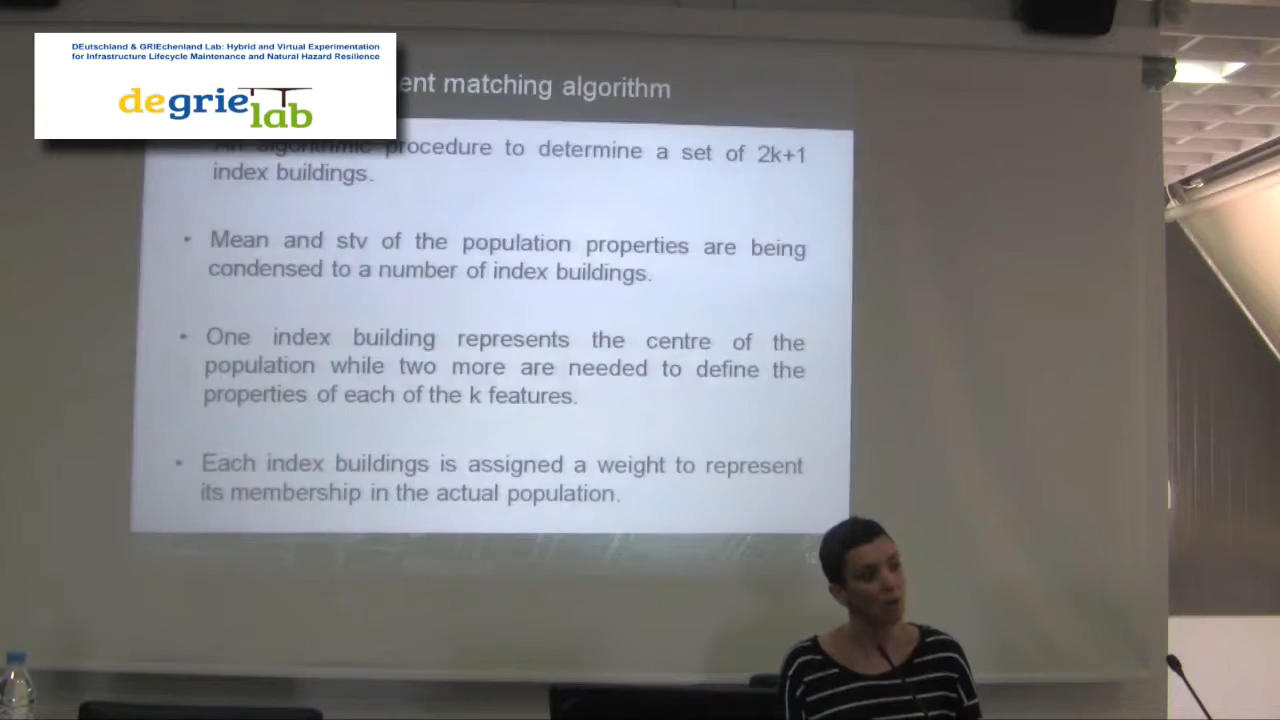 DEutschland & GRIEchenland Lab: Hybrid and Virtual Experimentation
for Infrastructure Lifecycle Maintenance and Natural Hazard Resilience
degrie
lab
ent matching algorithm
An algorithmic procedure to determine a set of 2k+1
index buildings.
• Mean and stv of the population properties are being
condensed to a number of index buildings.
• One index building represents the centre of the
population while two more are needed to define the
properties of each of the k features.
• Each index buildings is assigned a weight to represent
its membership in the actual population.